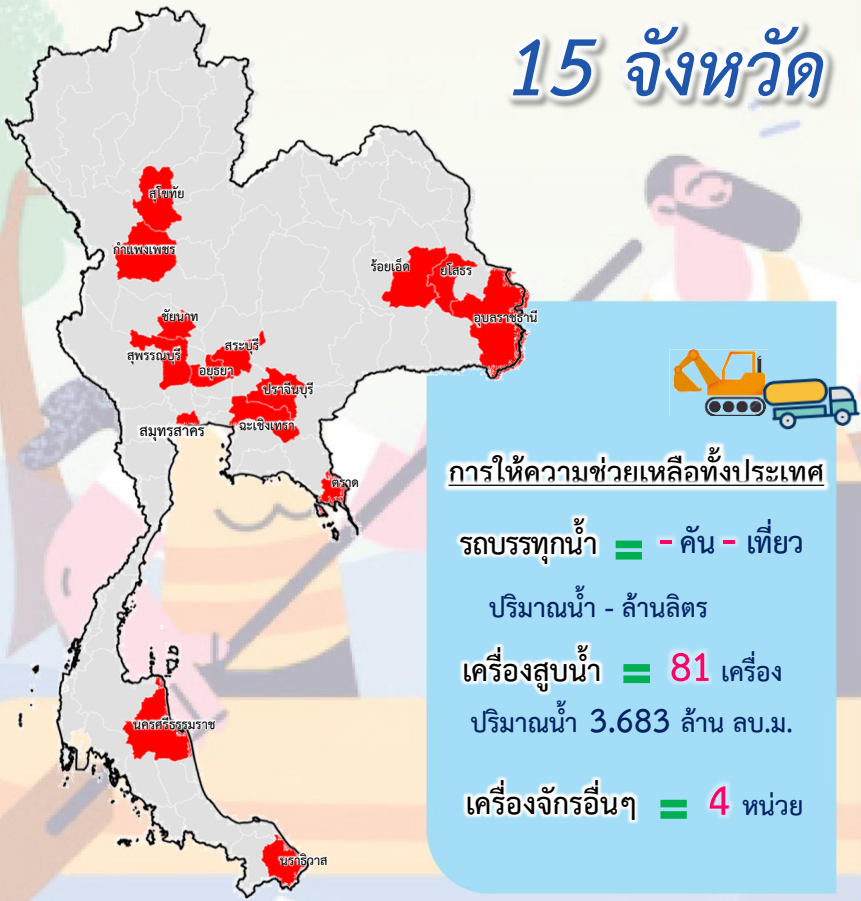 15 จังหวัด
สุโขทัย
กำแพงเพชร
ร้อยเอ็ด
ยโสธร
อุบลราชธานี
ชัยนาท
สุพรรณบุรี
สระบุรี
อยุธยา
ปราจีนบุรี
สมุทรสาคร
ฉะเชิงเทรา
ตราด
นครศรีธรรมราช
นราธิวาส
การให้ความช่วยเหลือทั้งประเทศ
รถบรรทุกน้ำ = - คัน - เที่ยว
ปริมาณน้ำ - ล้านลิตร
เครื่องสูบน้ำ = 81 เครื่อง
ปริมาณน้ำ 3.683 ล้าน ลบ.ม.
เครื่องจักรอื่นๆ = 4 หน่วย